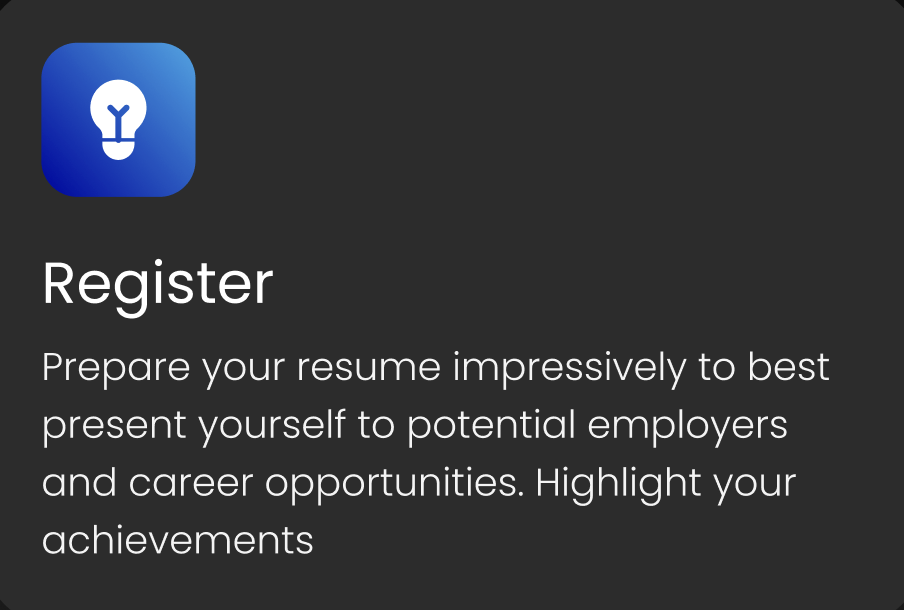 Register
Prepare your resume impressively to best
present yourself to potential employers
and career opportunities. Highlight your
achievements